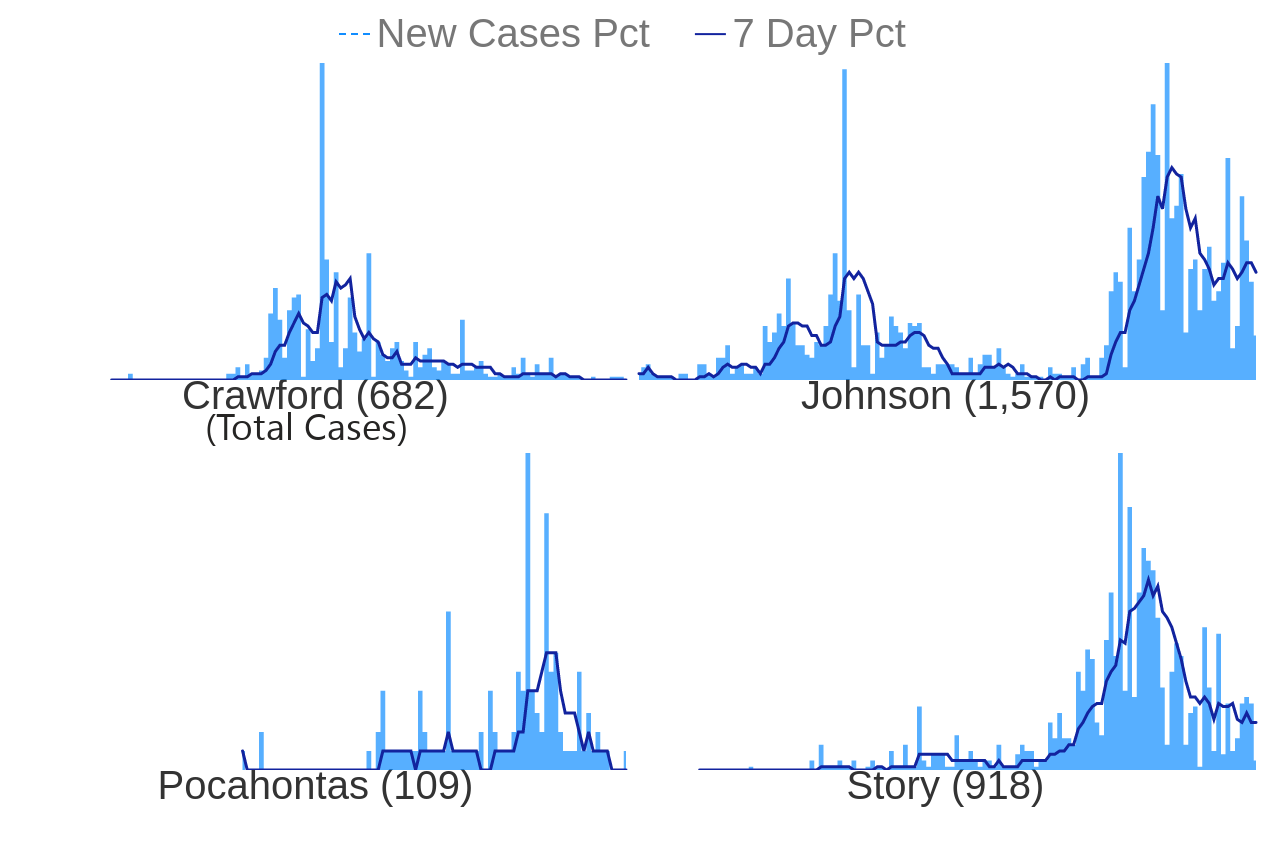 New Cases Pct 7 Day Pct
Crawford (682) Johnson (1,570)
(Total Cases)
Pocahontas (109) Story (918)